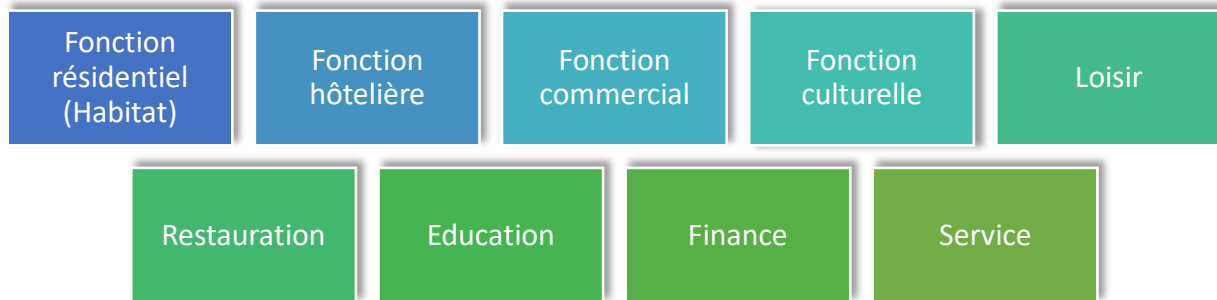 Fonction
résidentiel
(Habitat)
Fonction
hôtelière
Fonction
commercial
Fonction
culturelle
Loisir
Restauration
Education
Finance
Service